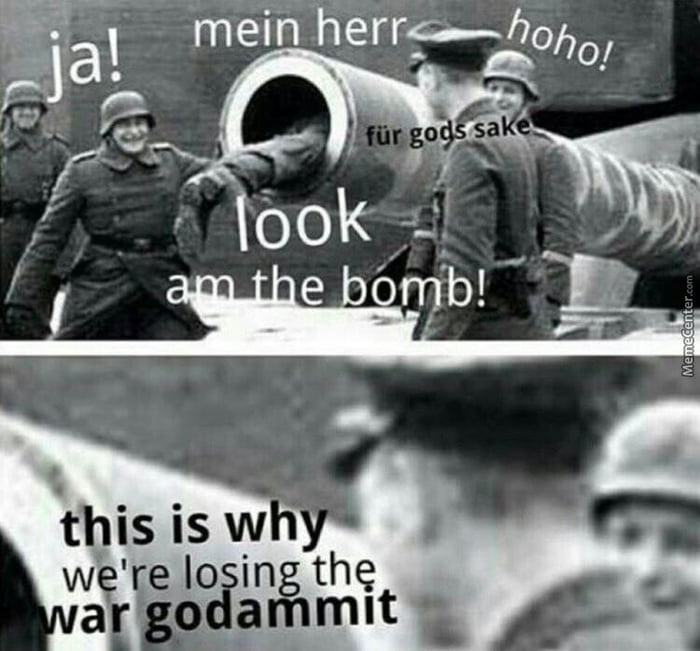 ja!
mein herr
hoho!
für gods sake
look
am the bomb!
MemeCenter.com
this is why
we're losing the
war godammit